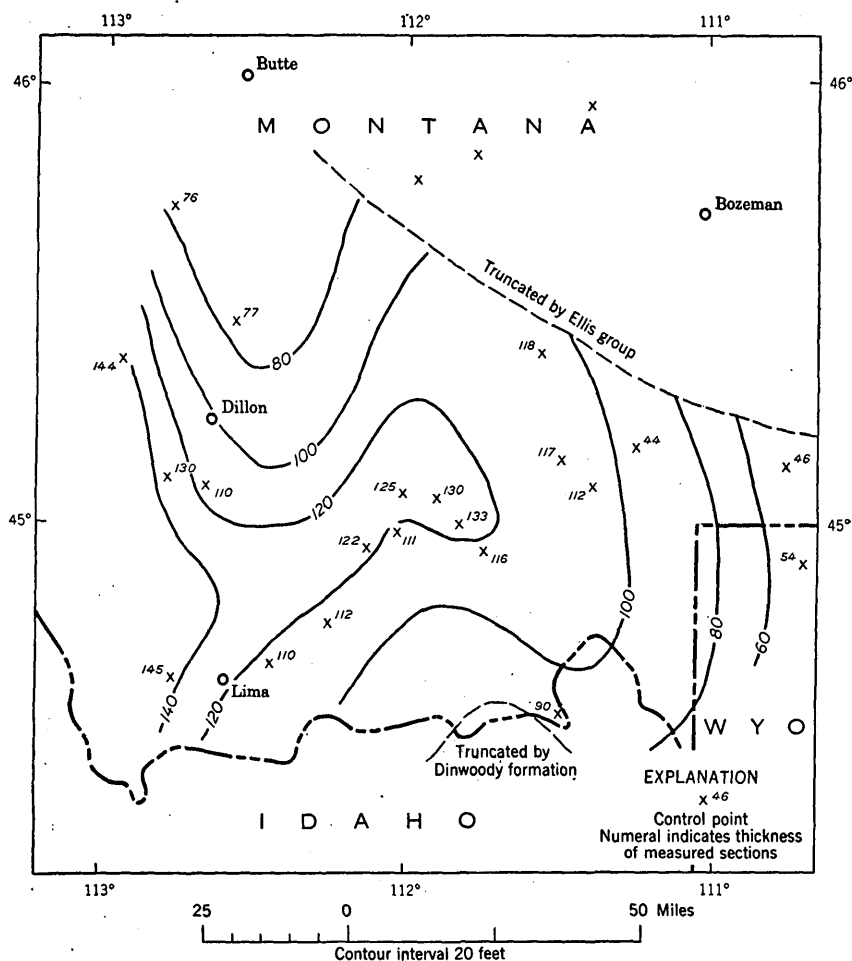 113° 112° 111°
46° 46°
Butte
M O N T A N A
Bozeman
76
Truncated by Ellis group
77
80
118
144
Dillon
100
44
117
46
130
110
125
130
112
120
133
45° 45°
111
122
116
54
112
100
80
60
110
145
Lima
140
120
90
W Y O
Truncated by
Dinwoody formation
EXPLANATION
46
I D A H O
Control point
Numeral indicates thickness
of measured sections
113° 112° 111°
25 0 50 Miles
Contour interval 20 feet